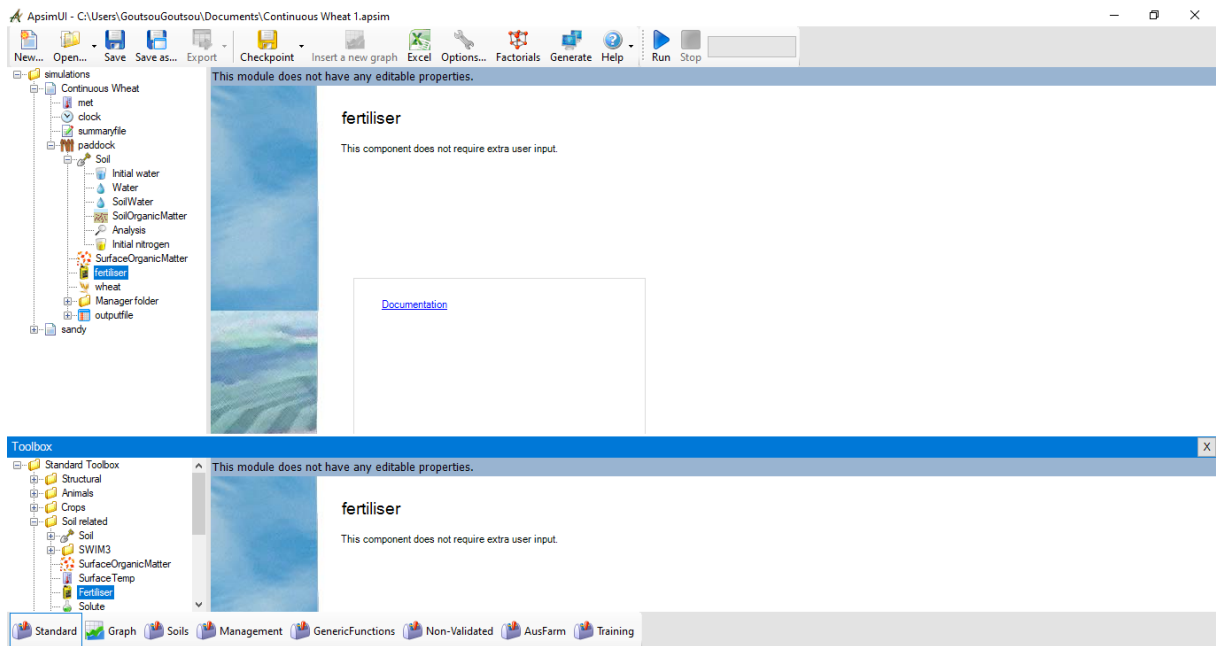 ApsimUI - C:\Users\GoutsouGoutsou\Documents\Continuous Wheat 1.apsim
New... Open... Save Save as... Export Checkpoint Insert a new graph Excel Options... Factorials Generate Help Run Stop
simulations
Continuous Wheat
met
clock
summaryfile
paddock
Soil
Initial water
Water
SoilWater
SoilOrganicMatter
Analysis
Initial nitrogen
SurfaceOrganicMatter
fertiliser
wheat
Manager folder
outputfile
sandy
This module does not have any editable properties.
fertiliser
This component does not require extra user input.
Documentation
Toolbox X
Standard Toolbox
Structural
Animals
Crops
Soil related
Soil
SWIM3
SurfaceOrganicMatter
SurfaceTemp
Fertiliser
Solute
This module does not have any editable properties.
fertiliser
This component does not require extra user input.
Standard Graph Soils Management GenericFunctions Non-Validated AusFarm Training